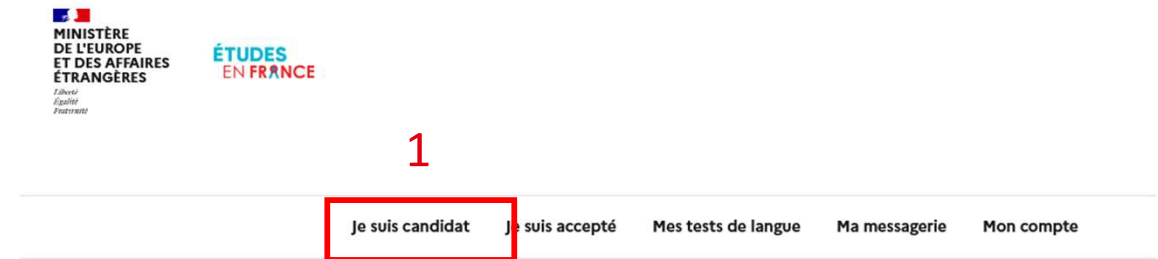 MINISTÈRE
DE L'EUROPE
ET DES AFFAIRES
ÉTRANGÈRES
Liberté
Égalité
Fraternité
ÉTUDES
EN FRANCE
1
Je suis candidat Je suis accepté Mes tests de langue Ma messagerie Mon compte